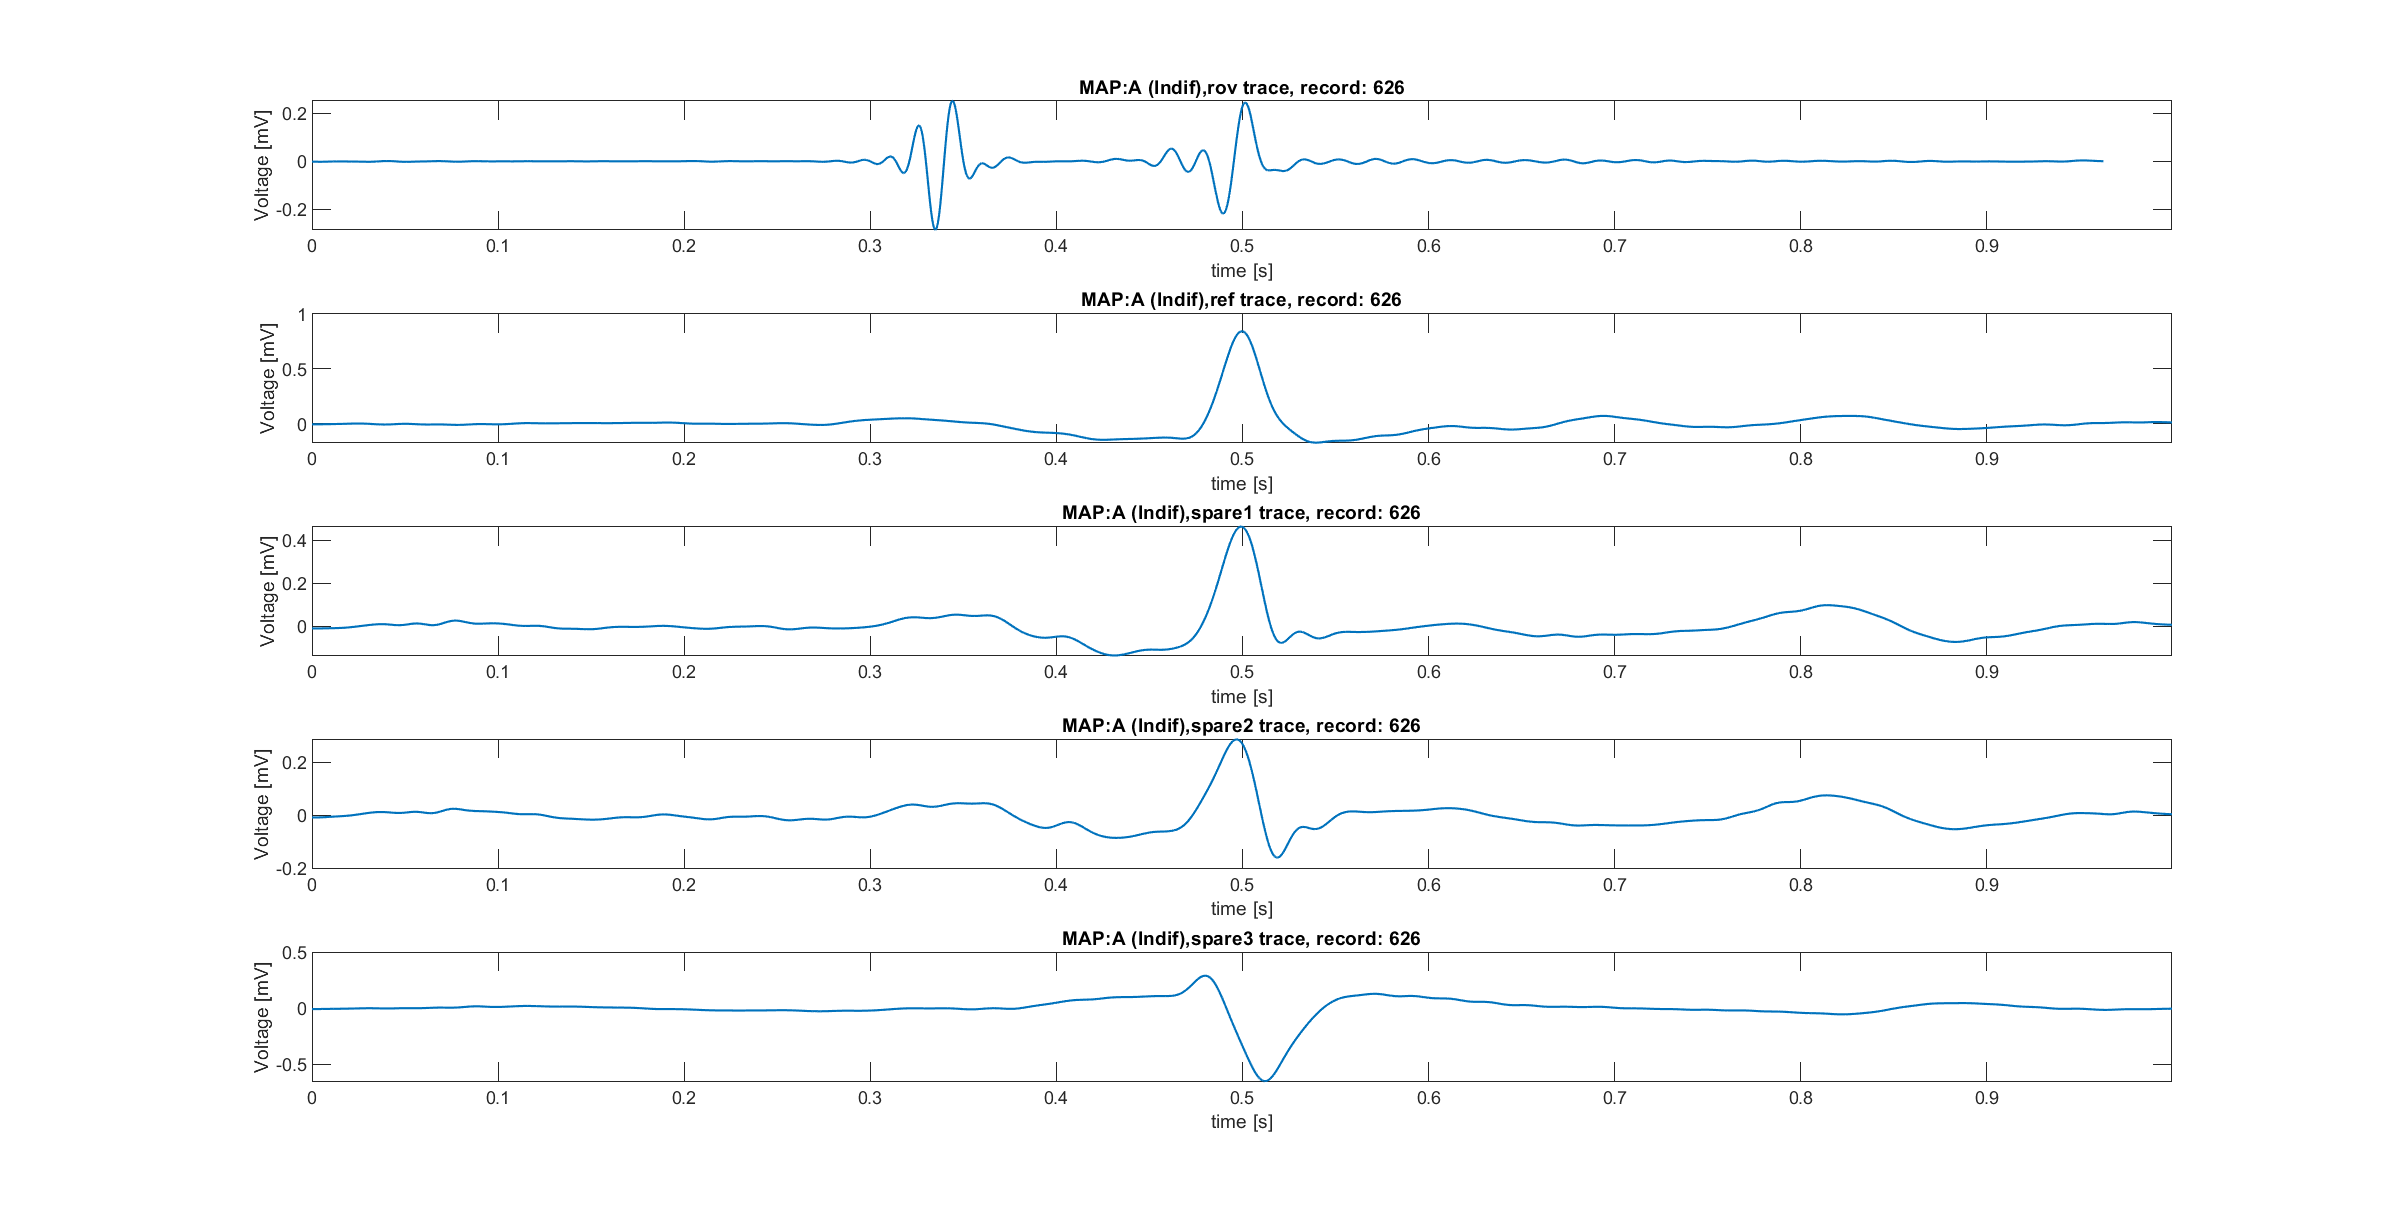 MAP:A (Indif),rov trace, record: 626
Voltage [mV]
0.2
0
-0.2
0 0.1 0.2 0.3 0.4 0.5 0.6 0.7 0.8 0.9
time [s]
MAP:A (Indif),ref trace, record: 626
Voltage [mV]
1
0.5
0
0 0.1 0.2 0.3 0.4 0.5 0.6 0.7 0.8 0.9
time [s]
MAP:A (Indif),spare1 trace, record: 626
Voltage [mV]
0.4
0.2
0
0 0.1 0.2 0.3 0.4 0.5 0.6 0.7 0.8 0.9
time [s]
MAP:A (Indif),spare2 trace, record: 626
Voltage [mV]
0.2
0
-0.2
0 0.1 0.2 0.3 0.4 0.5 0.6 0.7 0.8 0.9
time [s]
MAP:A (Indif),spare3 trace, record: 626
Voltage [mV]
0.5
0
-0.5
0 0.1 0.2 0.3 0.4 0.5 0.6 0.7 0.8 0.9
time [s]